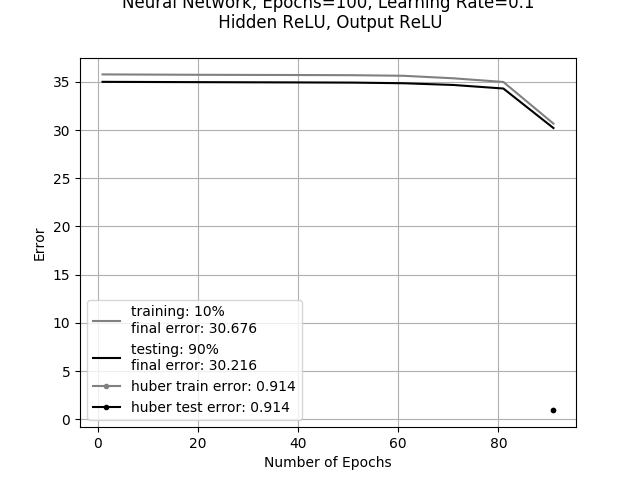 Neural Network, Epochs=100, Learning Rate=0.1
Hidden ReLU, Output ReLU
35
30
25
20
15
10
5
0
Error
training: 10%
final error: 30.676
testing: 90%
final error: 30.216
huber train error: 0.914
huber test error: 0.914
0 20 40 60 80
Number of Epochs